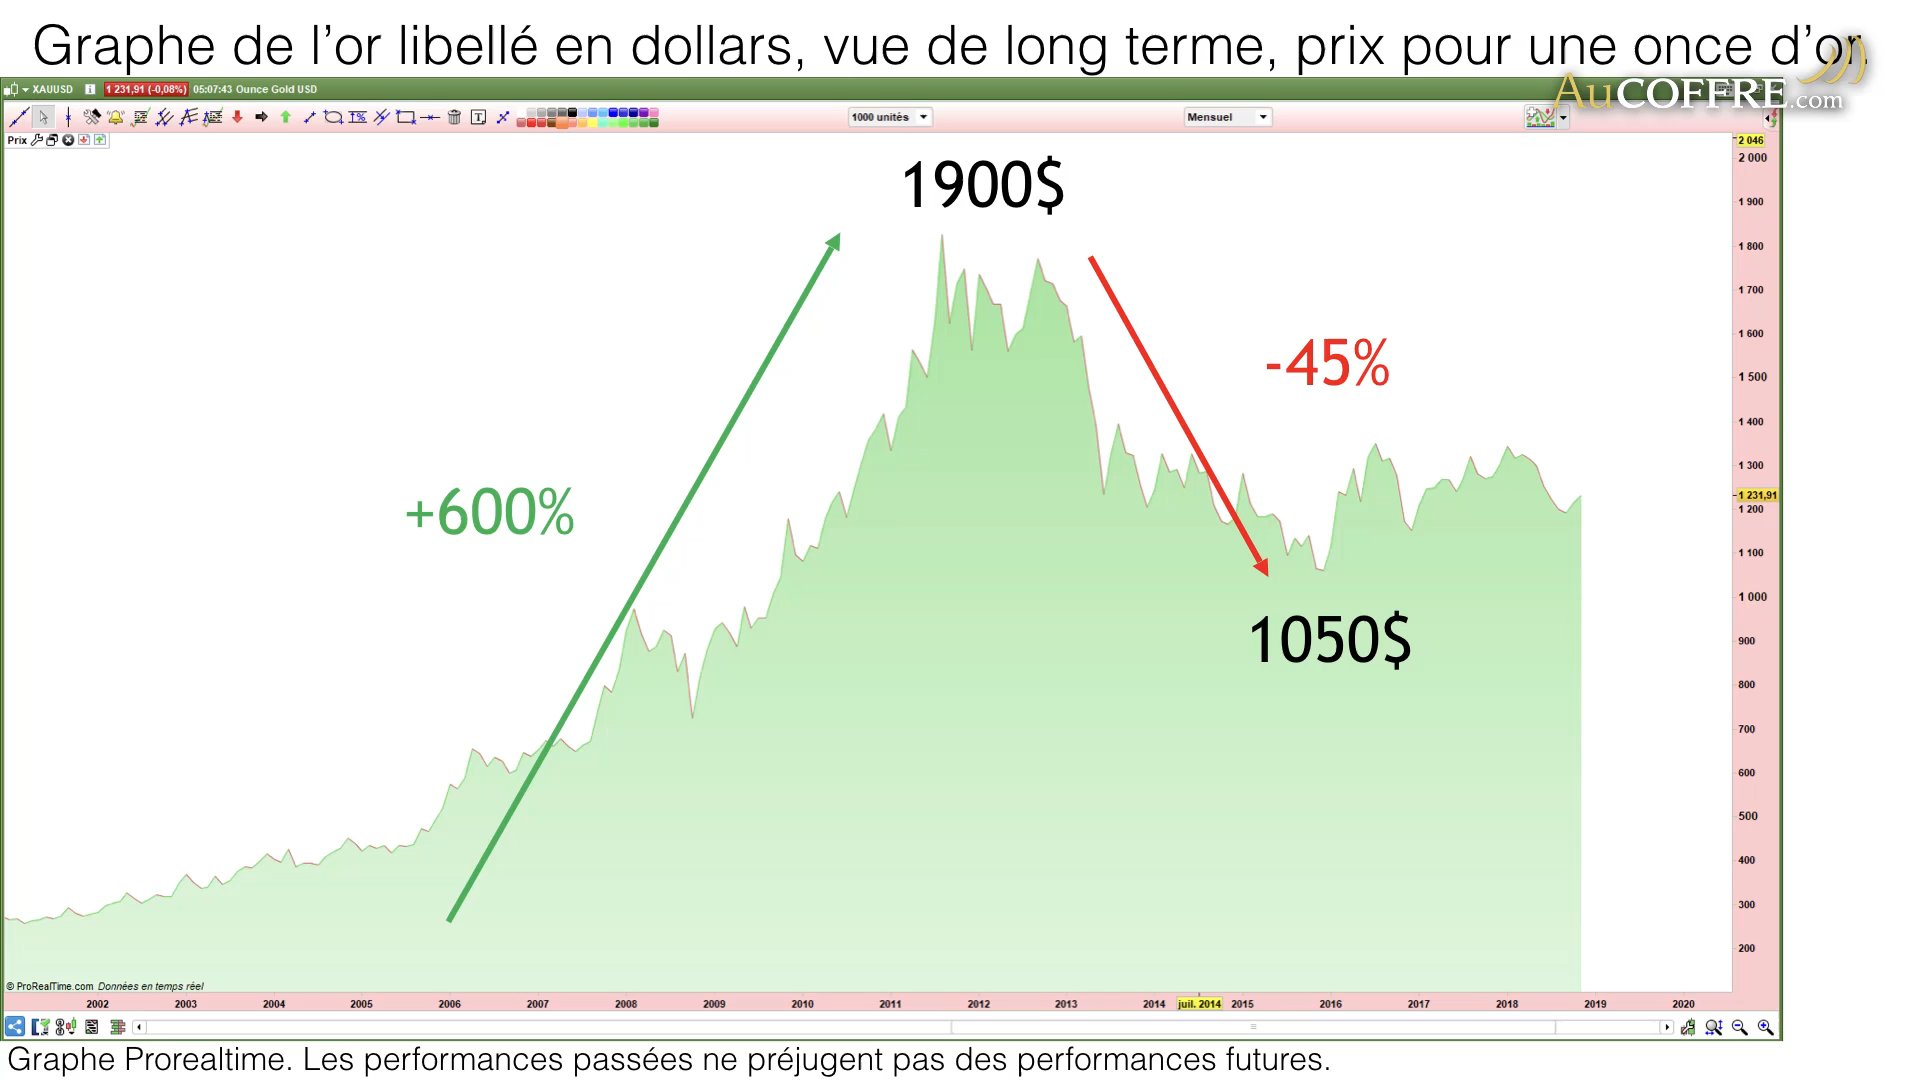 Graphe de l’or libellé en dollars, vue de long terme, prix pour une once d’or.
AuCOFFRE.com
XAUUSD 1 231,91 (-0,08%) 05:07:43 Ounce Gold USD
1000 unités
Mensuel
Prix
2 046
2 000
1 900
1 800
1 700
1 600
1 500
1 400
1 300
1 231,91
1 200
1 100
1 000
900
800
700
600
500
400
300
200
1900$
-45%
+600%
1050$
© ProRealTime.com Données en temps réel
2002 2003 2004 2005 2006 2007 2008 2009 2010 2011 2012 2013 2014 juil. 2014 2015 2016 2017 2018 2019 2020
Graphe Prorealtime. Les performances passées ne préjugent pas des performances futures.